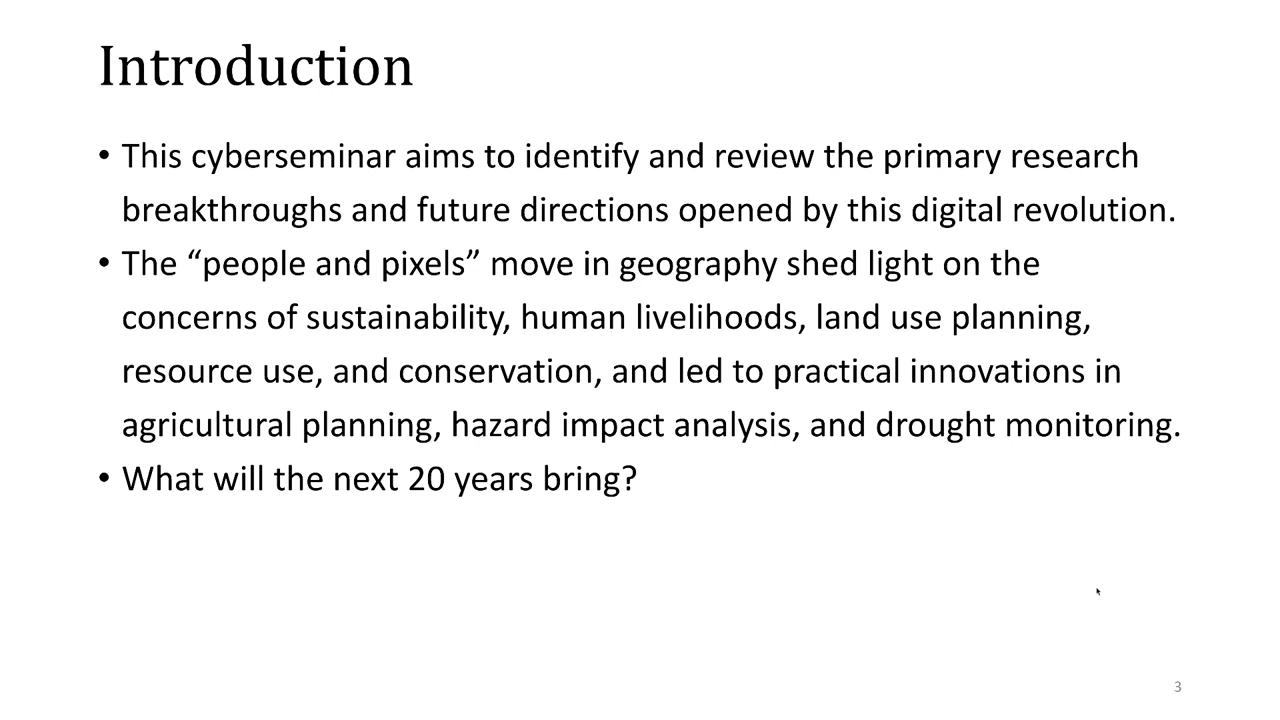 Introduction
• This cyberseminar aims to identify and review the primary research
breakthroughs and future directions opened by this digital revolution.
• The “people and pixels” move in geography shed light on the
concerns of sustainability, human livelihoods, land use planning,
resource use, and conservation, and led to practical innovations in
agricultural planning, hazard impact analysis, and drought monitoring.
• What will the next 20 years bring?
3